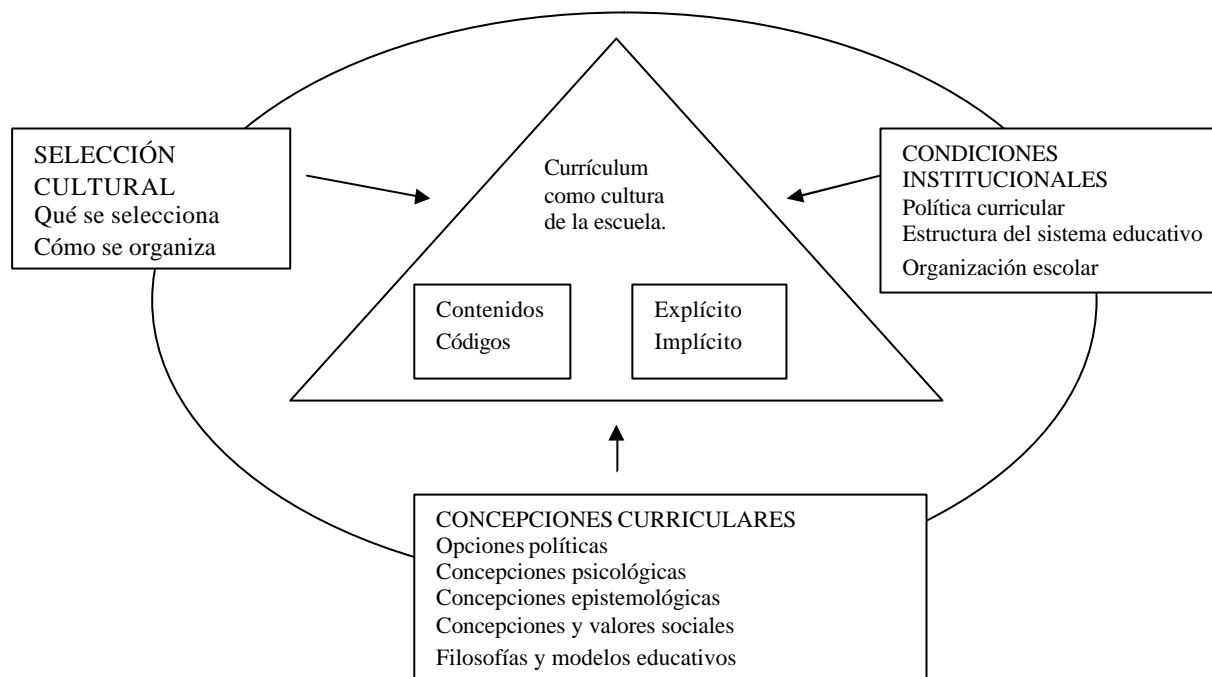 SELECCIÓN
CULTURAL
Qué se selecciona
Cómo se organiza
Currículum
como cultura
de la escuela.
CONDICIONES
INSTITUCIONALES
Política curricular
Estructura del sistema educativo
Organización escolar
Contenidos
Códigos
Explícito
Implícito
CONCEPCIONES CURRICULARES
Opciones políticas
Concepciones psicológicas
Concepciones epistemológicas
Concepciones y valores sociales
Filosofías y modelos educativos